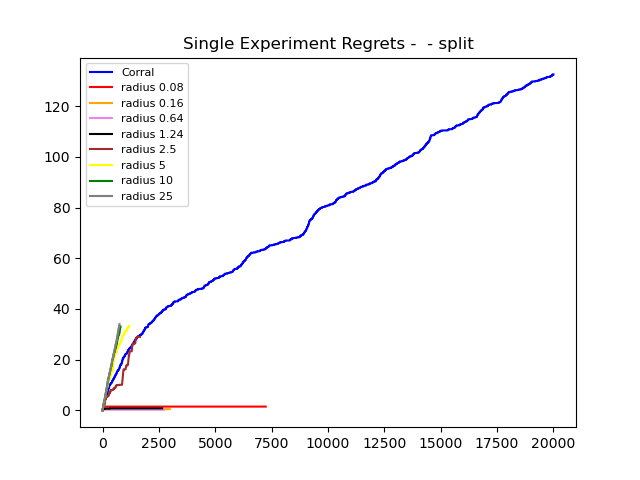 Single Experiment Regrets -  - split
Corral
radius 0.08
radius 0.16
radius 0.64
radius 1.24
radius 2.5
radius 5
radius 10
radius 25
120
100
80
60
40
20
0
0 2500 5000 7500 10000 12500 15000 17500 20000